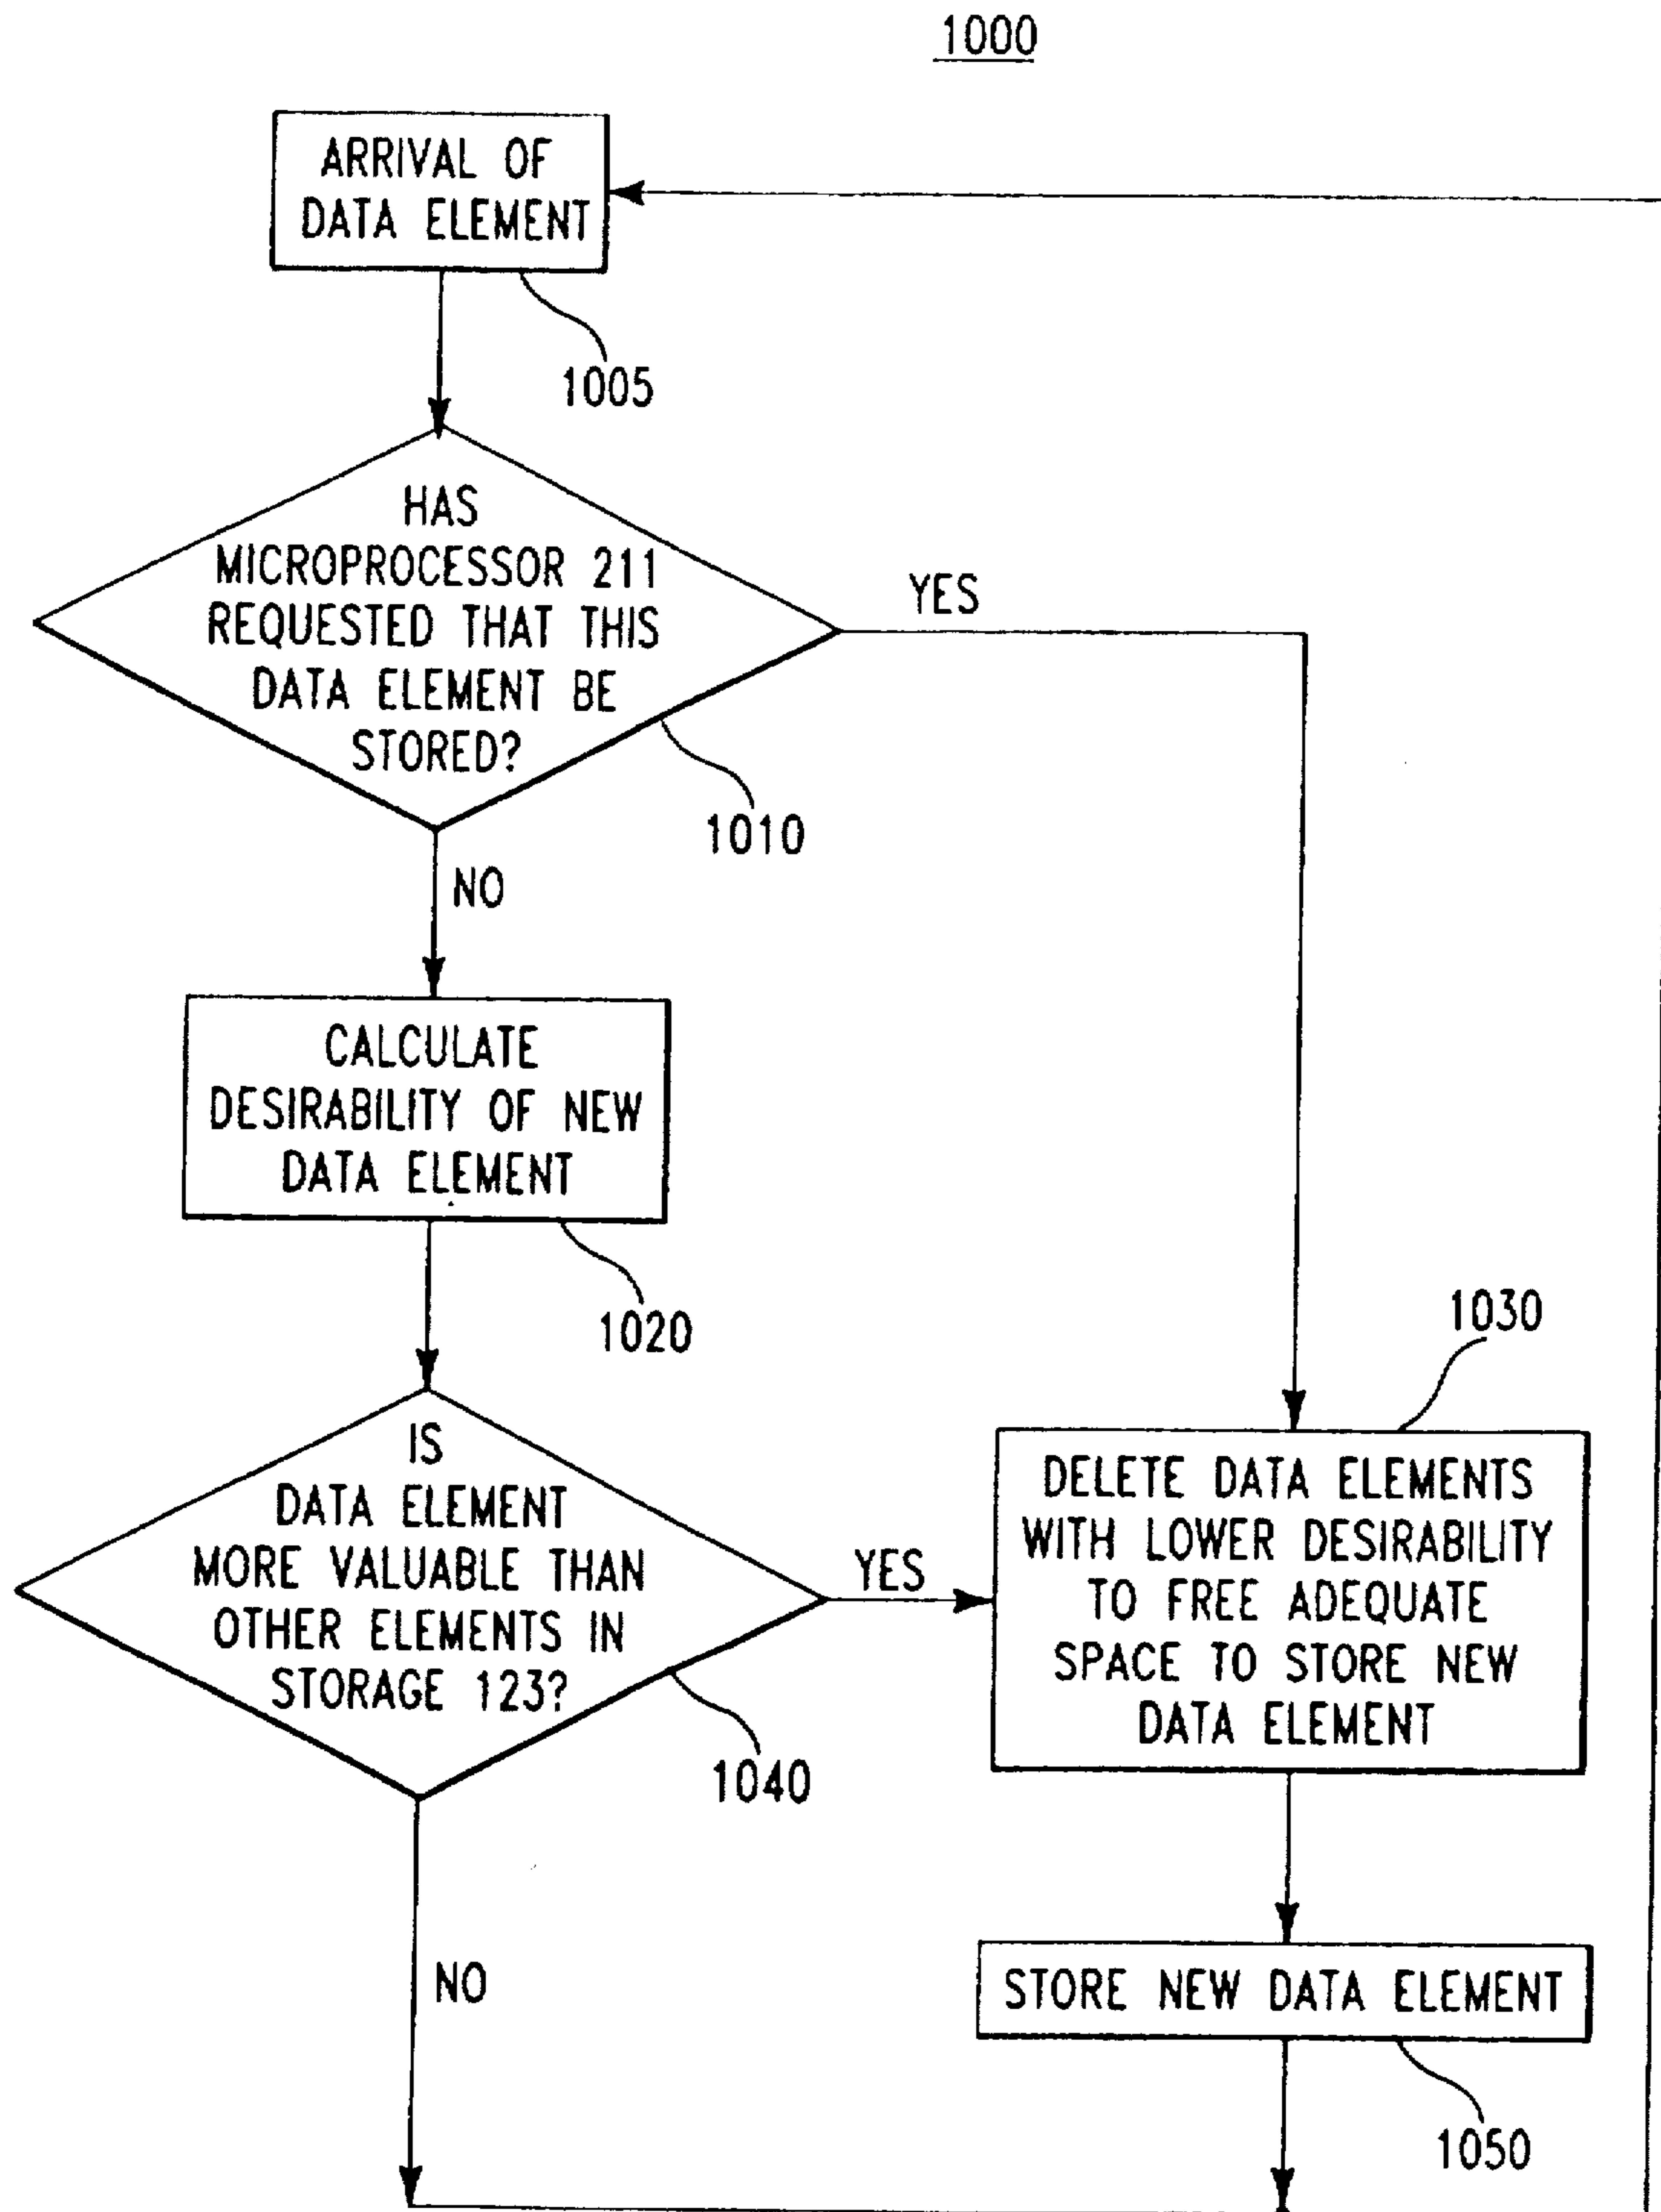 1000
ARRIVAL OF
DATA ELEMENT
1005
HAS
MICROPROCESSOR 211
REQUESTED THAT THIS
DATA ELEMENT BE
STORED?
YES
1010
NO
CALCULATE
DESIRABILITY OF NEW
DATA ELEMENT
1020
1030
IS
DATA ELEMENT
MORE VALUABLE THAN
OTHER ELEMENTS IN
STORAGE 123?
YES
1040
NO
DELETE DATA ELEMENTS
WITH LOWER DESIRABILITY
TO FREE ADEQUATE
SPACE TO STORE NEW
DATA ELEMENT
STORE NEW DATA ELEMENT
1050